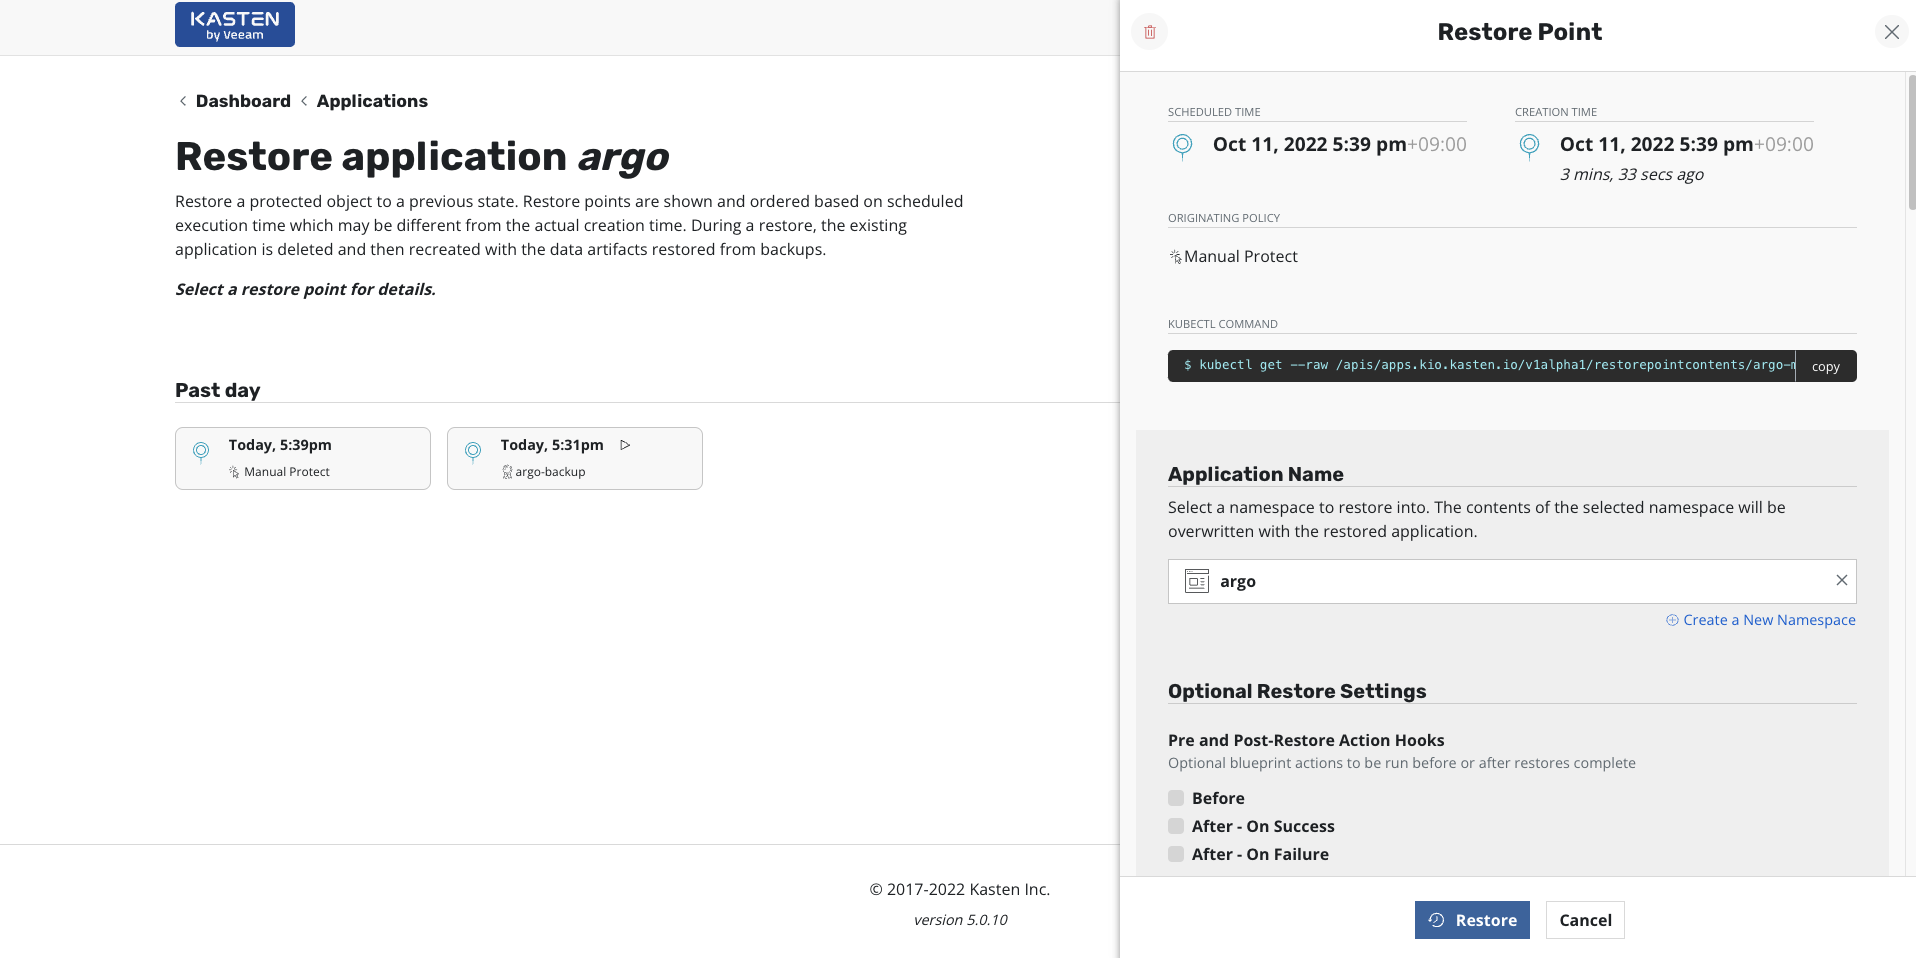 KASTEN
by Veeam
Dashboard Applications
Restore application argo
Restore a protected object to a previous state. Restore points are shown and ordered based on scheduled
execution time which may be different from the actual creation time. During a restore, the existing
application is deleted and then recreated with the data artifacts restored from backups.
Select a restore point for details.
Past day
Today, 5:39pm
Manual Protect
Today, 5:31pm
argo-backup
© 2017-2022 Kasten Inc.
version 5.0.10
Restore Point
SCHEDULED TIME
Oct 11, 2022 5:39 pm+09:00
CREATION TIME
Oct 11, 2022 5:39 pm+09:00
3 mins, 33 secs ago
ORIGINATING POLICY
Manual Protect
KUBECTL COMMAND
$ kubectl get --raw /apis/apps.kio.kasten.io/v1alpha1/restorepointcontents/argo-m
copy
Application Name
Select a namespace to restore into. The contents of the selected namespace will be
overwritten with the restored application.
argo
Create a New Namespace
Optional Restore Settings
Pre and Post-Restore Action Hooks
Optional blueprint actions to be run before or after restores complete
Before
After - On Success
After - On Failure
Restore
Cancel